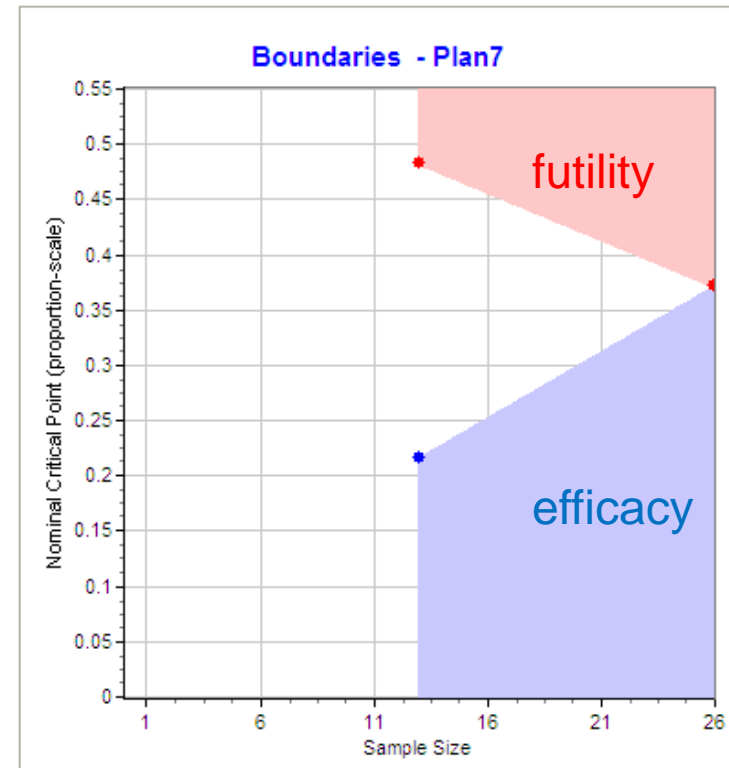 Boundaries - Plan7
Nominal Critical Point (proportion-scale)
0.55
0.5
0.45
0.4
0.35
0.3
0.25
0.2
0.15
0.1
0.05
0
futility
efficacy
1 6 11 16 21 26
Sample Size